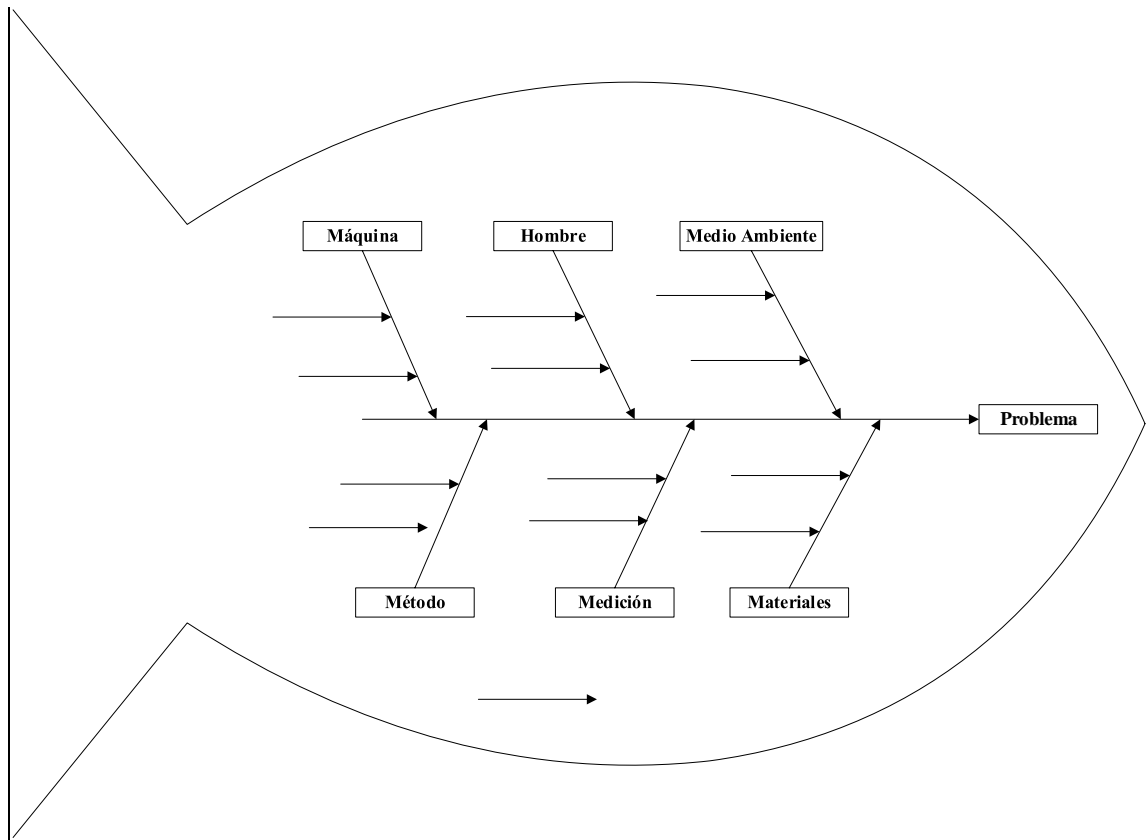 Máquina
Hombre
Medio Ambiente
Problema
Método
Medición
Materiales